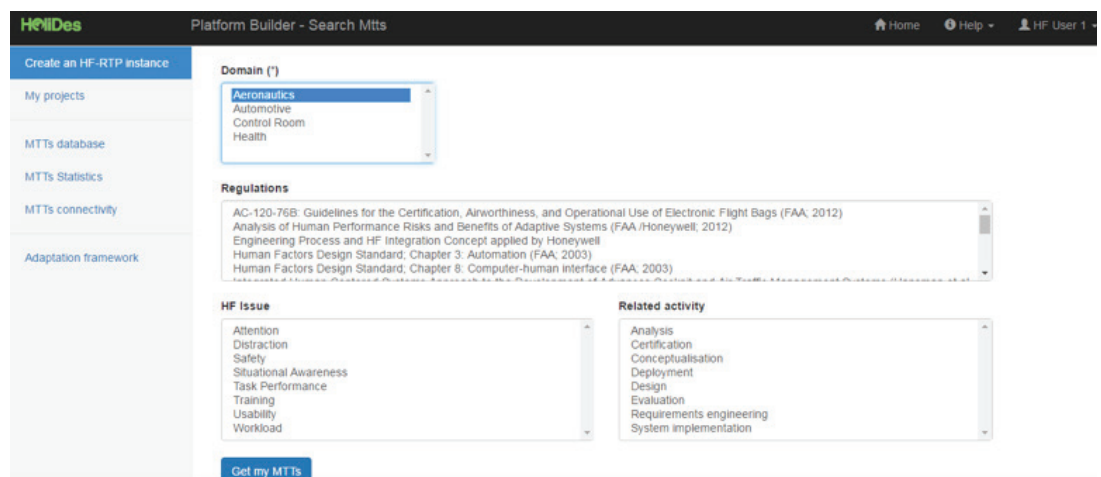 HoliDes
Platform Builder - Search Mtts
Home
Help
HF User 1
Create an HF-RTP instance
My projects
MTTs database
MTTs Statistics
MTTs connectivity
Adaptation framework
Domain (*)
Aeronautics
Automotive
Control Room
Health
Regulations
AC-120-76B: Guidelines for the Certification, Airworthiness, and Operational Use of Electronic Flight Bags (FAA; 2012)
Analysis of Human Performance Risks and Benefits of Adaptive Systems (FAA /Honeywell; 2012)
Engineering Process and HF Integration Concept applied by Honeywell
Human Factors Design Standard; Chapter 3: Automation (FAA; 2003)
Human Factors Design Standard; Chapter 8: Computer-human interface (FAA; 2003)
HF Issue
Attention
Distraction
Safety
Situational Awareness
Task Performance
Training
Usability
Workload
Related activity
Analysis
Certification
Conceptualisation
Deployment
Design
Evaluation
Requirements engineering
System implementation
Get my MTTs